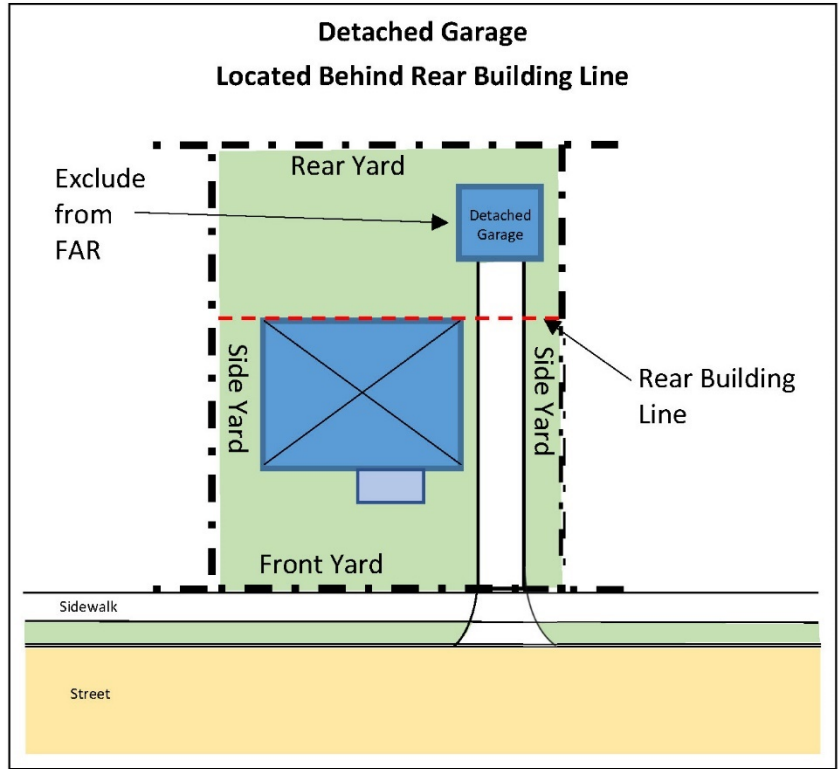 Detached Garage
Located Behind Rear Building Line
Rear Yard
Exclude
from
FAR
Detached
Garage
Side Yard
Side Yard
Rear Building
Line
Front Yard
Sidewalk
Street